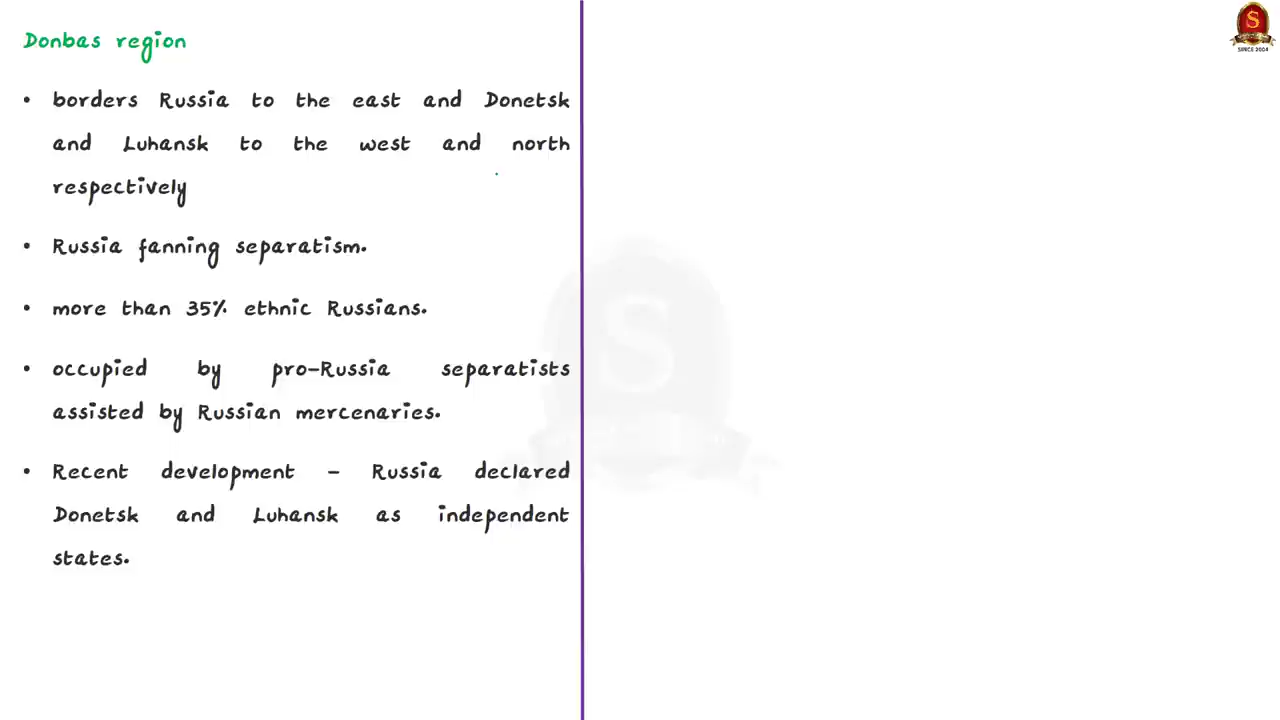 Donbas region
• borders Russia to the east and Donetsk
and Luhansk to the west and north
respectively
• Russia fanning separatism.
• more than 35% ethnic Russians.
• occupied by pro-Russia separatists
assisted by Russian mercenaries.
• Recent development – Russia declared
Donetsk and Luhansk as independent
states.
S
SINCE 2004
S